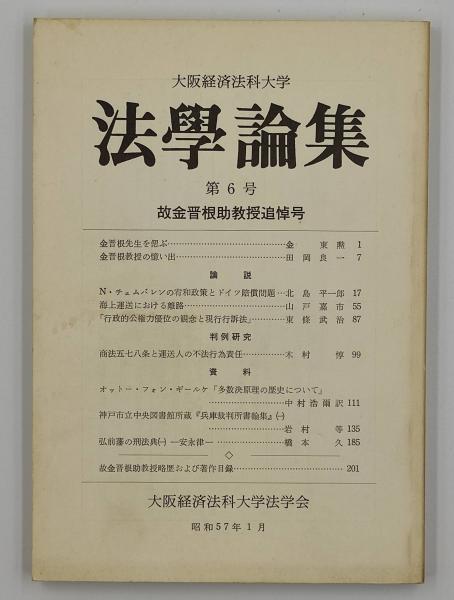 大阪経済法科大学
法學論集
第6号
故金晋根助教授追悼号
金晋根先生を偲ぶ……………………………………金 東勲 1
金晋根教授の憶い出…………………………………田岡良一 7
論説
N・チェムバレンの宥和政策とドイツ賠償問題…北島平一郎 17
海上運送における離路………………………………山戸嘉市 55
「行政的公権力優位の観念と現行行訴法」…………東條武治 87
判例研究
商法五七八条と運送人の不法行為責任……………木村惇 99
資料
オットー・フォン・ギールケ「多数決原理の歴史について」
……………………………………中村浩爾訳 111
神戸市立中央図書館所蔵『兵庫裁判所書輪集』㈠
……………………………………岩村等 135
弘前藩の刑法典㈠ ―安永律― ……………………橋本久 185
◇
故金晋根助教授略歴および著作目録…………………………201
大阪経済法科大学法学会
昭和57年1月